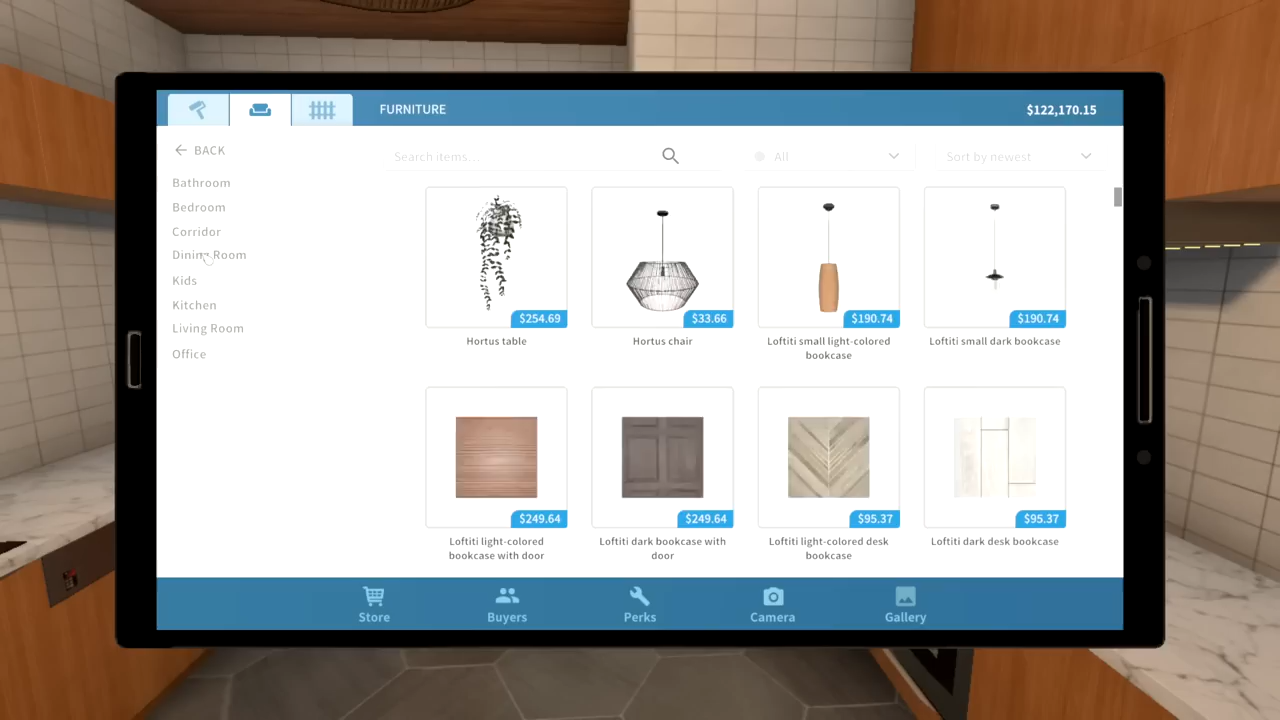 FURNITURE
$122,170.15
BACK
Search items...
All
Sort by newest
Bathroom
Bedroom
Corridor
Dining Room
Kids
Kitchen
Living Room
Office
$254.69
$33.66
$190.74
$190.74
Hortus table
Hortus chair
Loftiti small light-colored
bookcase
Loftiti small dark bookcase
$249.64
$249.64
$95.37
$95.37
Loftiti light-colored
bookcase with door
Loftiti dark bookcase with
door
Loftiti light-colored desk
bookcase
Loftiti dark desk bookcase
Store
Buyers
Perks
Camera
Gallery